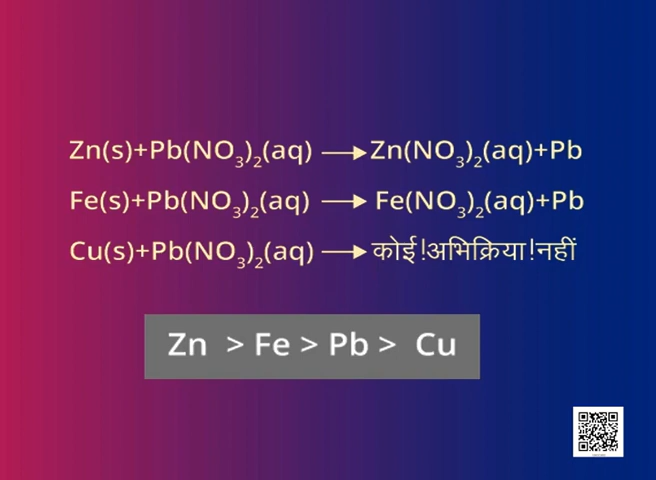 Zn(s)+Pb(NO₃)₂(aq) ⟶ Zn(NO₃)₂(aq)+Pb
Fe(s)+Pb(NO₃)₂(aq) ⟶ Fe(NO₃)₂(aq)+Pb
Cu(s)+Pb(NO₃)₂(aq) ⟶ कोई!अभिक्रिया!नहीं
Zn > Fe > Pb > Cu